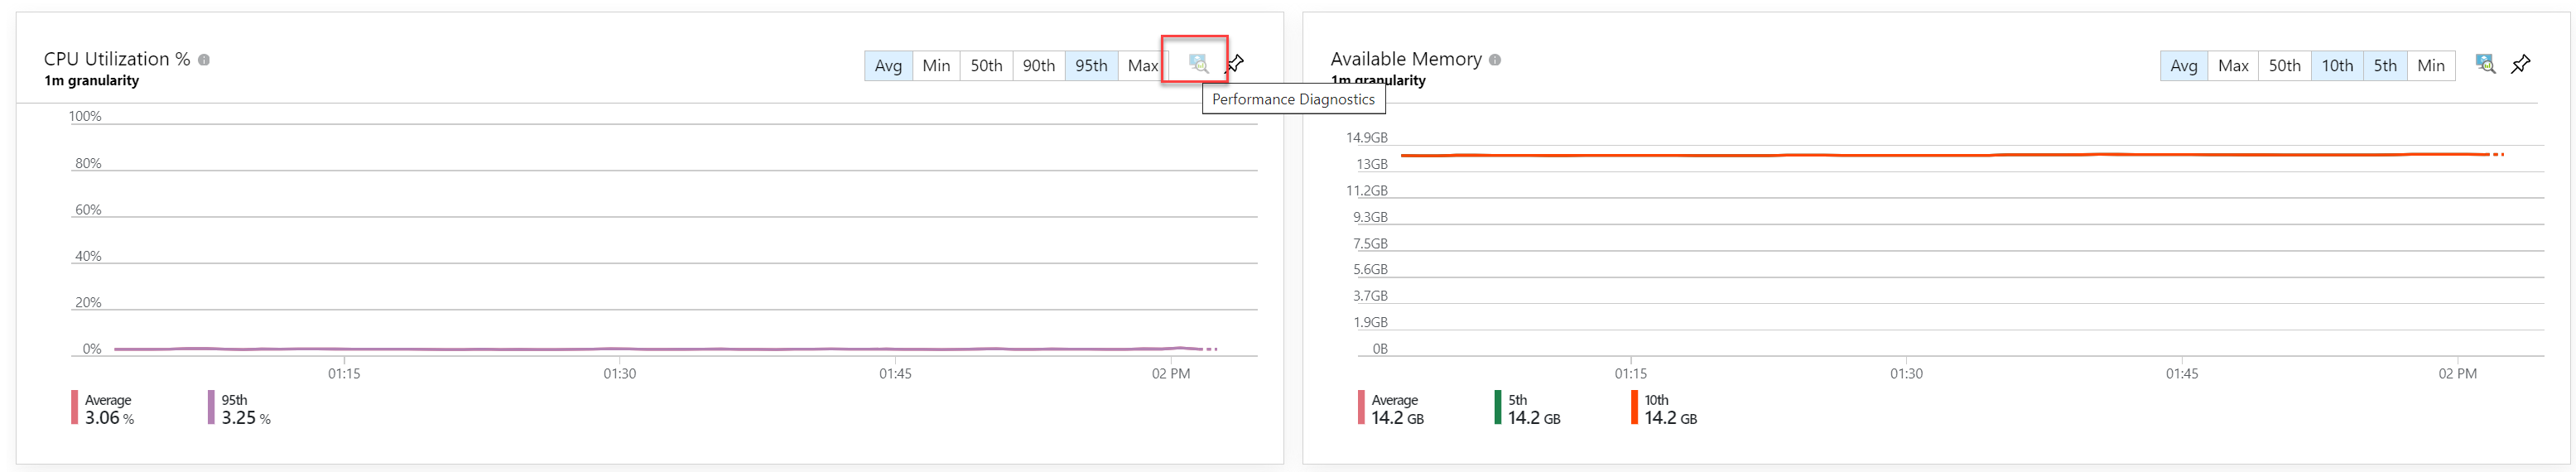 CPU Utilization %
1m granularity
Avg Min 50th 90th 95th Max
Performance Diagnostics
100%
80%
60%
40%
20%
0%
01:15 01:30 01:45 02 PM
Average 95th
3.06 % 3.25 %
Available Memory
1m granularity
Avg Max 50th 10th 5th Min
14.9GB
13GB
11.2GB
9.3GB
7.5GB
5.6GB
3.7GB
1.9GB
0B
01:15 01:30 01:45 02 PM
Average 5th 10th
14.2 GB 14.2 GB 14.2 GB